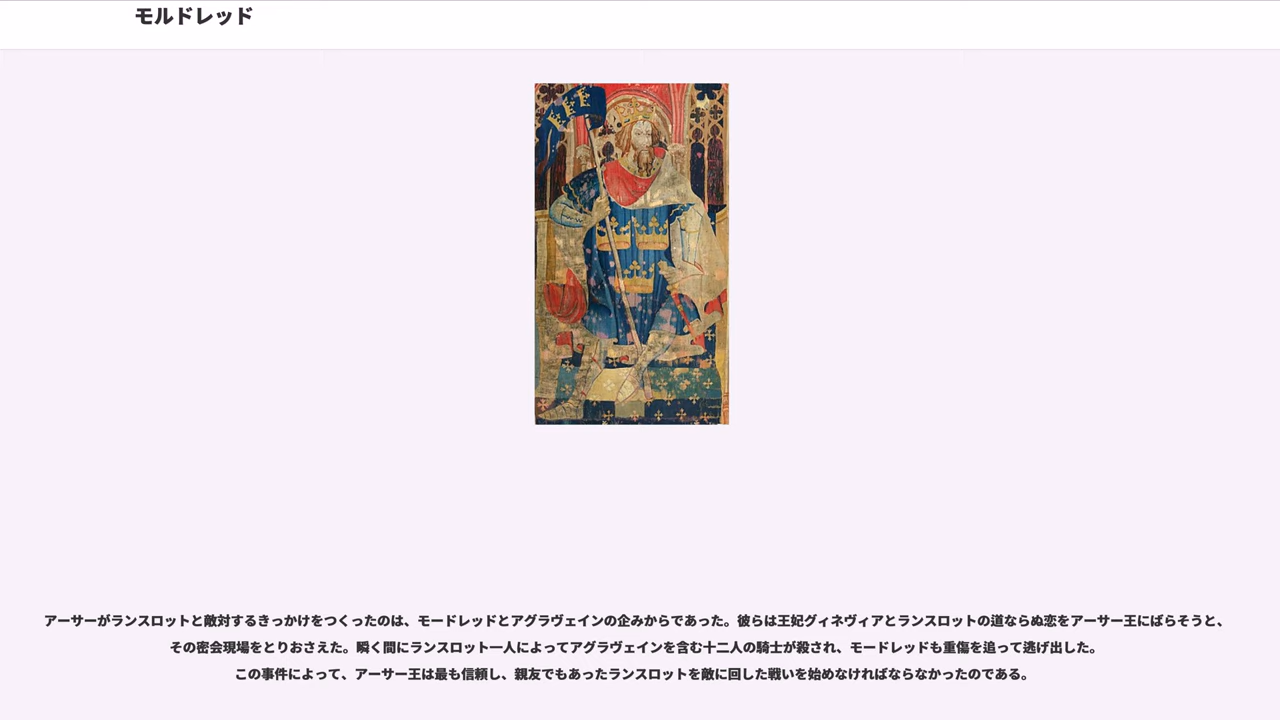 モルドレッド
アーサーがランスロットと敵対するきっかけをつくったのは、モードレッドとアグラヴェインの企みからであった。彼らは王妃グィネヴィアとランスロットの道ならぬ恋をアーサー王にばらそうと、
その密会現場をとりおさえた。瞬く間にランスロット一人によってアグラヴェインを含む十二人の騎士が殺され、モードレッドも重傷を追って逃げ出した。
この事件によって、アーサー王は最も信頼し、親友でもあったランスロットを敵に回した戦いを始めなければならなかったのである。